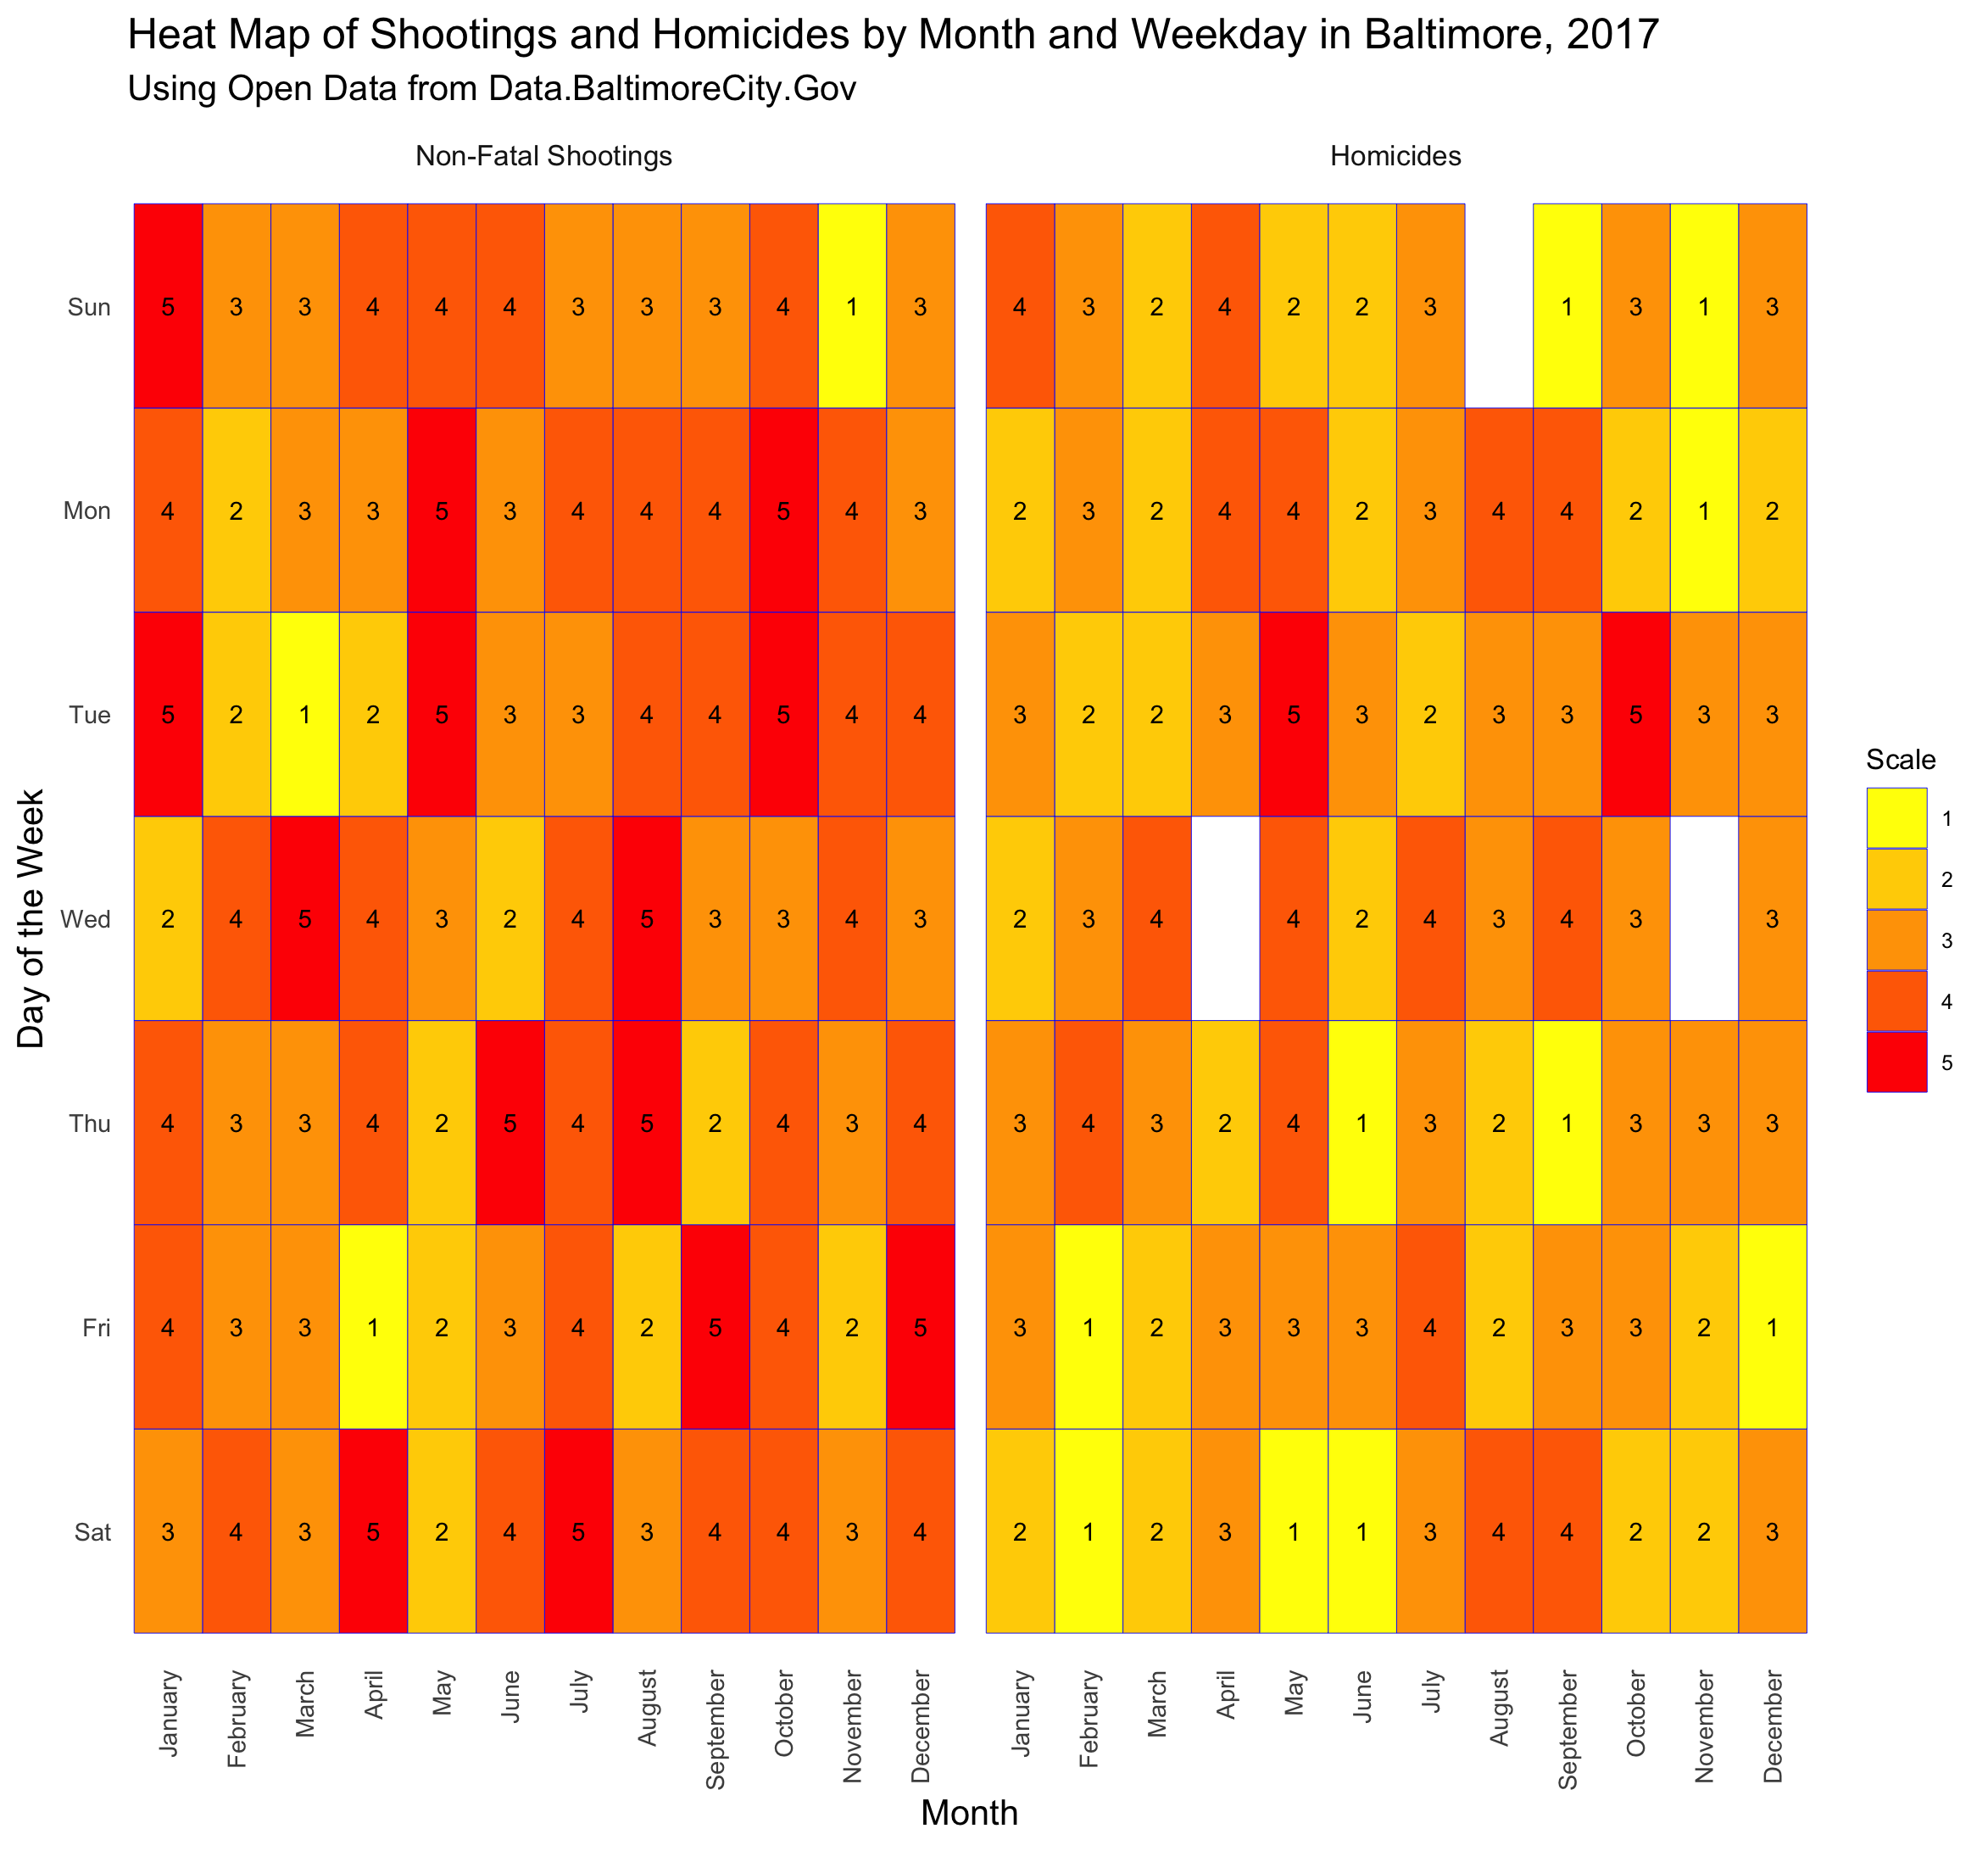 Heat Map of Shootings and Homicides by Month and Weekday in Baltimore, 2017
Using Open Data from Data.BaltimoreCity.Gov
Non-Fatal Shootings Homicides
Sun 5 3 3 4 4 4 3 3 3 4 1 3 4 3 2 4 2 2 3 1 3 1 3
Mon 4 2 3 3 5 3 4 4 4 5 4 3 2 3 2 4 4 2 3 4 4 2 1 2
Tue 5 2 1 2 5 3 3 4 4 5 4 4 3 2 2 3 5 3 2 3 3 5 3 3
Wed 2 4 5 4 3 2 4 5 3 3 4 3 2 3 4 4 2 4 3 4 3 3
Thu 4 3 3 4 2 5 4 5 2 4 3 4 3 4 3 2 4 1 3 2 1 3 3 3
Fri 4 3 3 1 2 3 4 2 5 4 2 5 3 1 2 3 3 3 4 2 3 3 2 1
Sat 3 4 3 5 2 4 5 3 4 4 3 4 2 1 2 3 1 1 3 4 4 2 2 3
Day of the Week
January February March April May June July August September October November December January February March April May June July August September October November December
Month
Scale
1
2
3
4
5